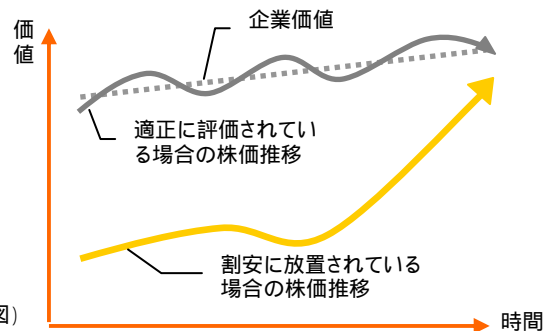 価
値
企業価値
適正に評価されてい
る場合の株価推移
割安に放置されている
場合の株価推移
図)
時間